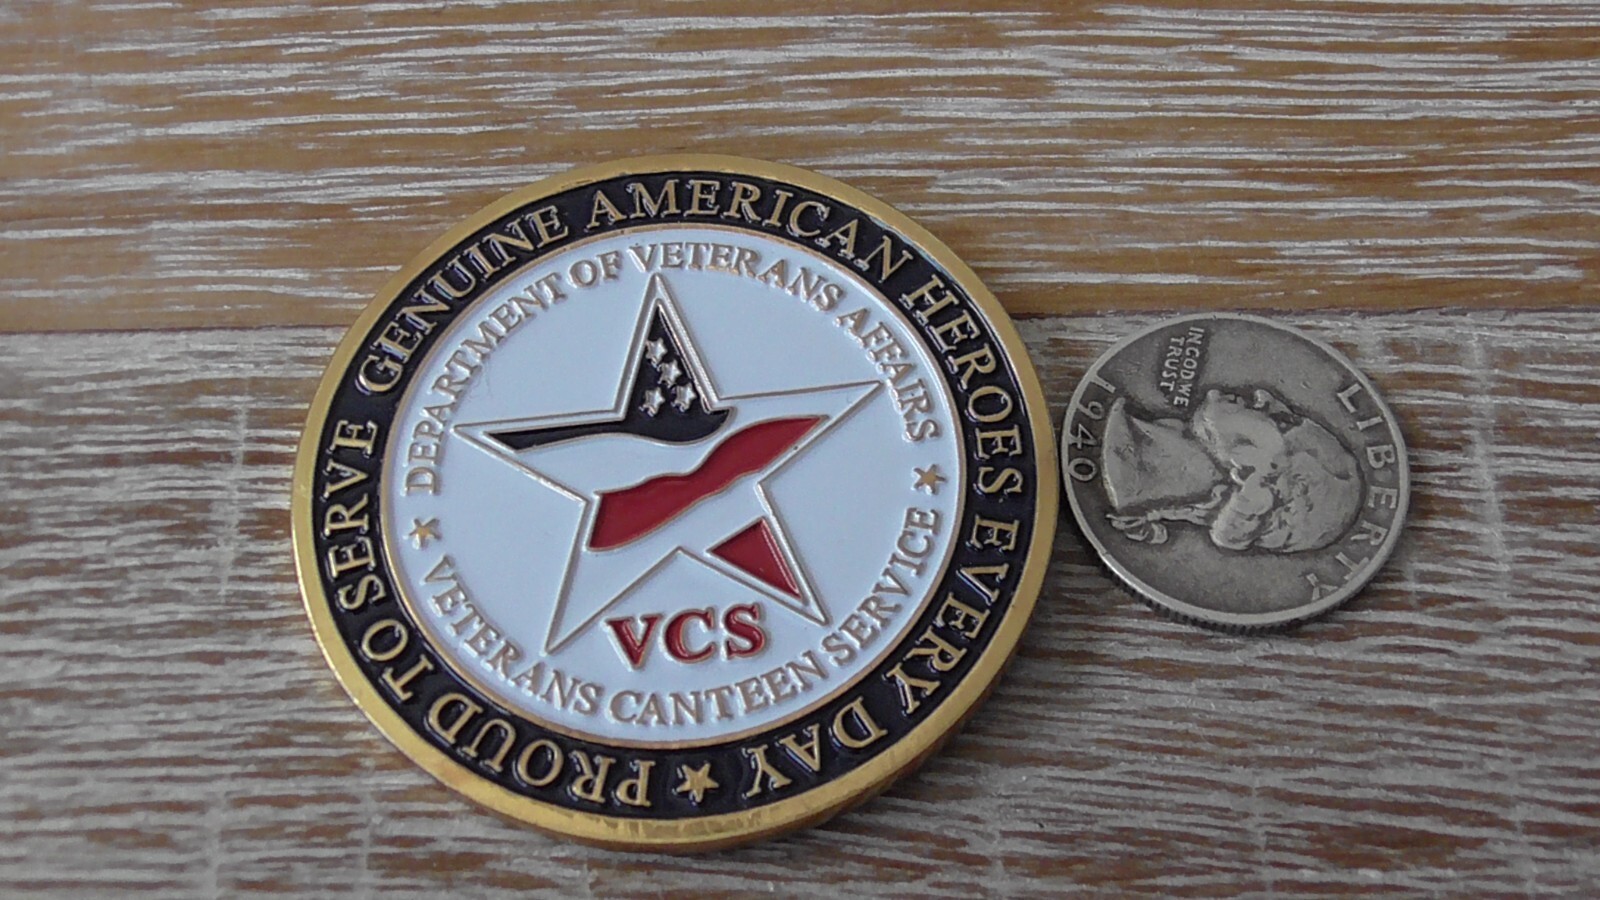 PROUD TO SERVE GENUINE AMERICAN HEROES EVERY DAY
DEPARTMENT OF VETERANS AFFAIRS
VCS
VETERANS CANTEEN SERVICE
LIBERTY
IN GOD WE
TRUST
1940